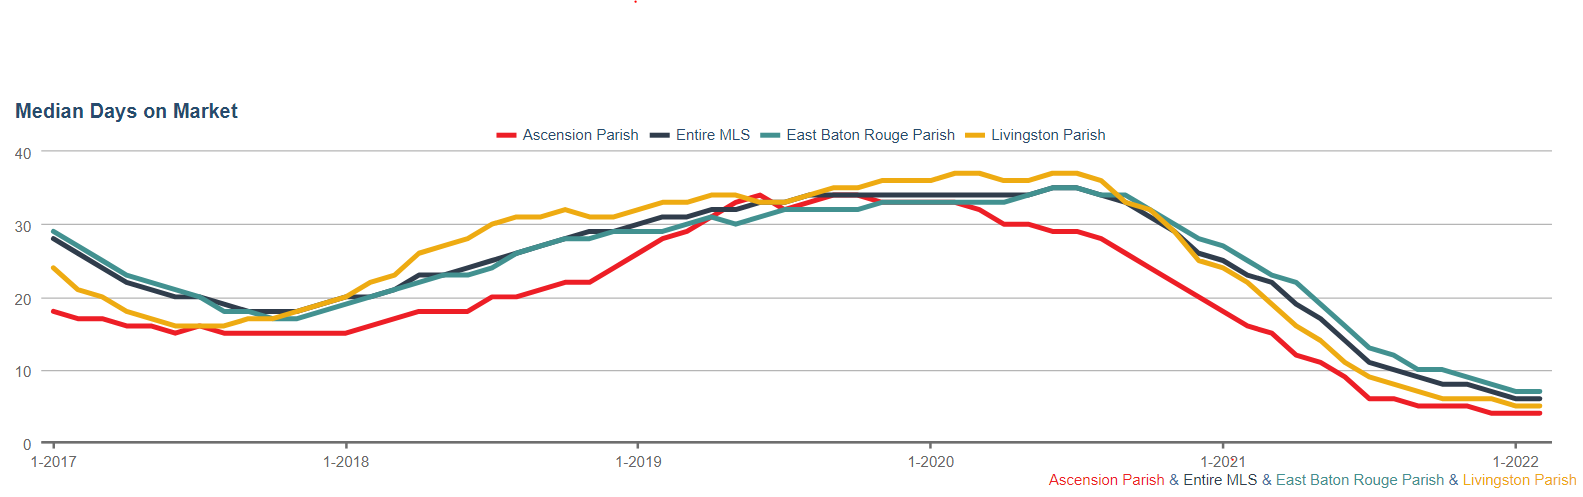 Median Days on Market
Ascension Parish Entire MLS East Baton Rouge Parish Livingston Parish
40
30
20
10
0
1-2017 1-2018 1-2019 1-2020 1-2021 1-2022
Ascension Parish & Entire MLS & East Baton Rouge Parish & Livingston Parish